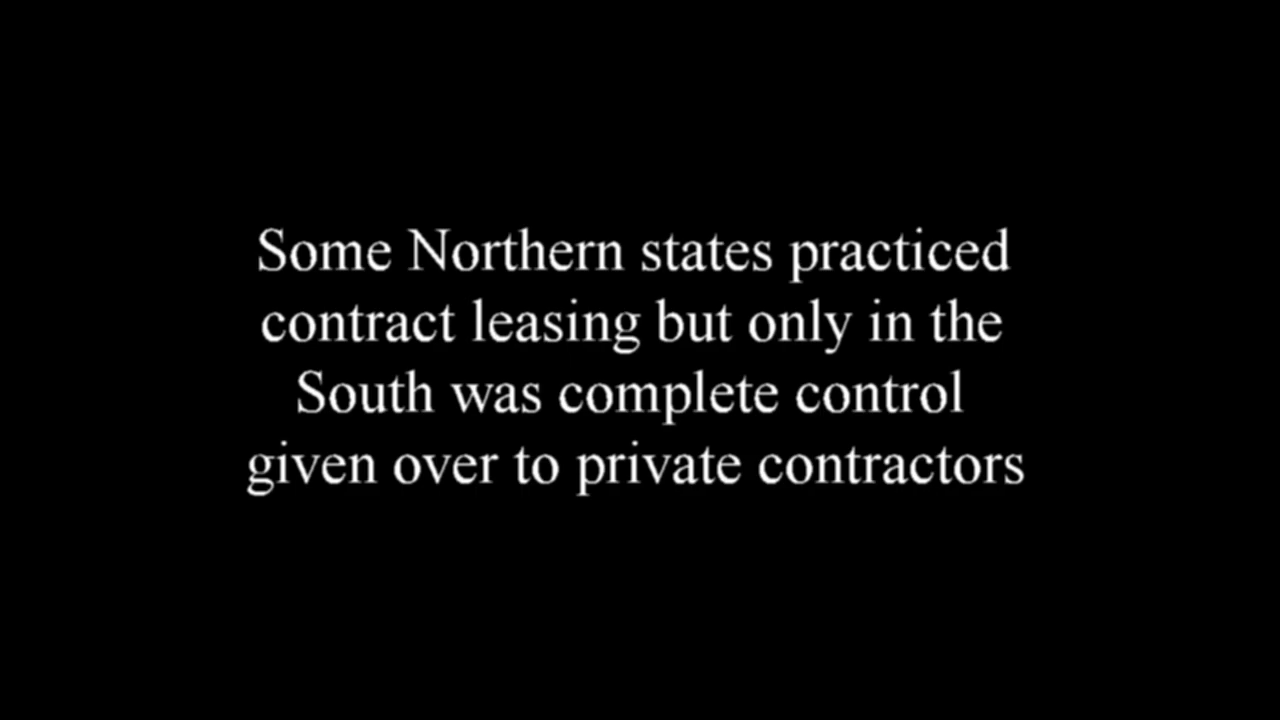 Some Northern states practiced
contract leasing but only in the
South was complete control
given over to private contractors